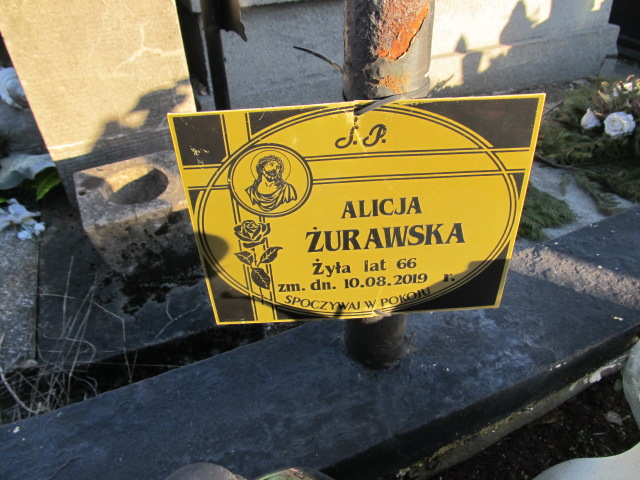 Ś. P.
ALICJA
ŻURAWSKA
Żyła lat 66
zm. dn. 10.08.2019 r.
SPOCZYWAJ W POKOJU